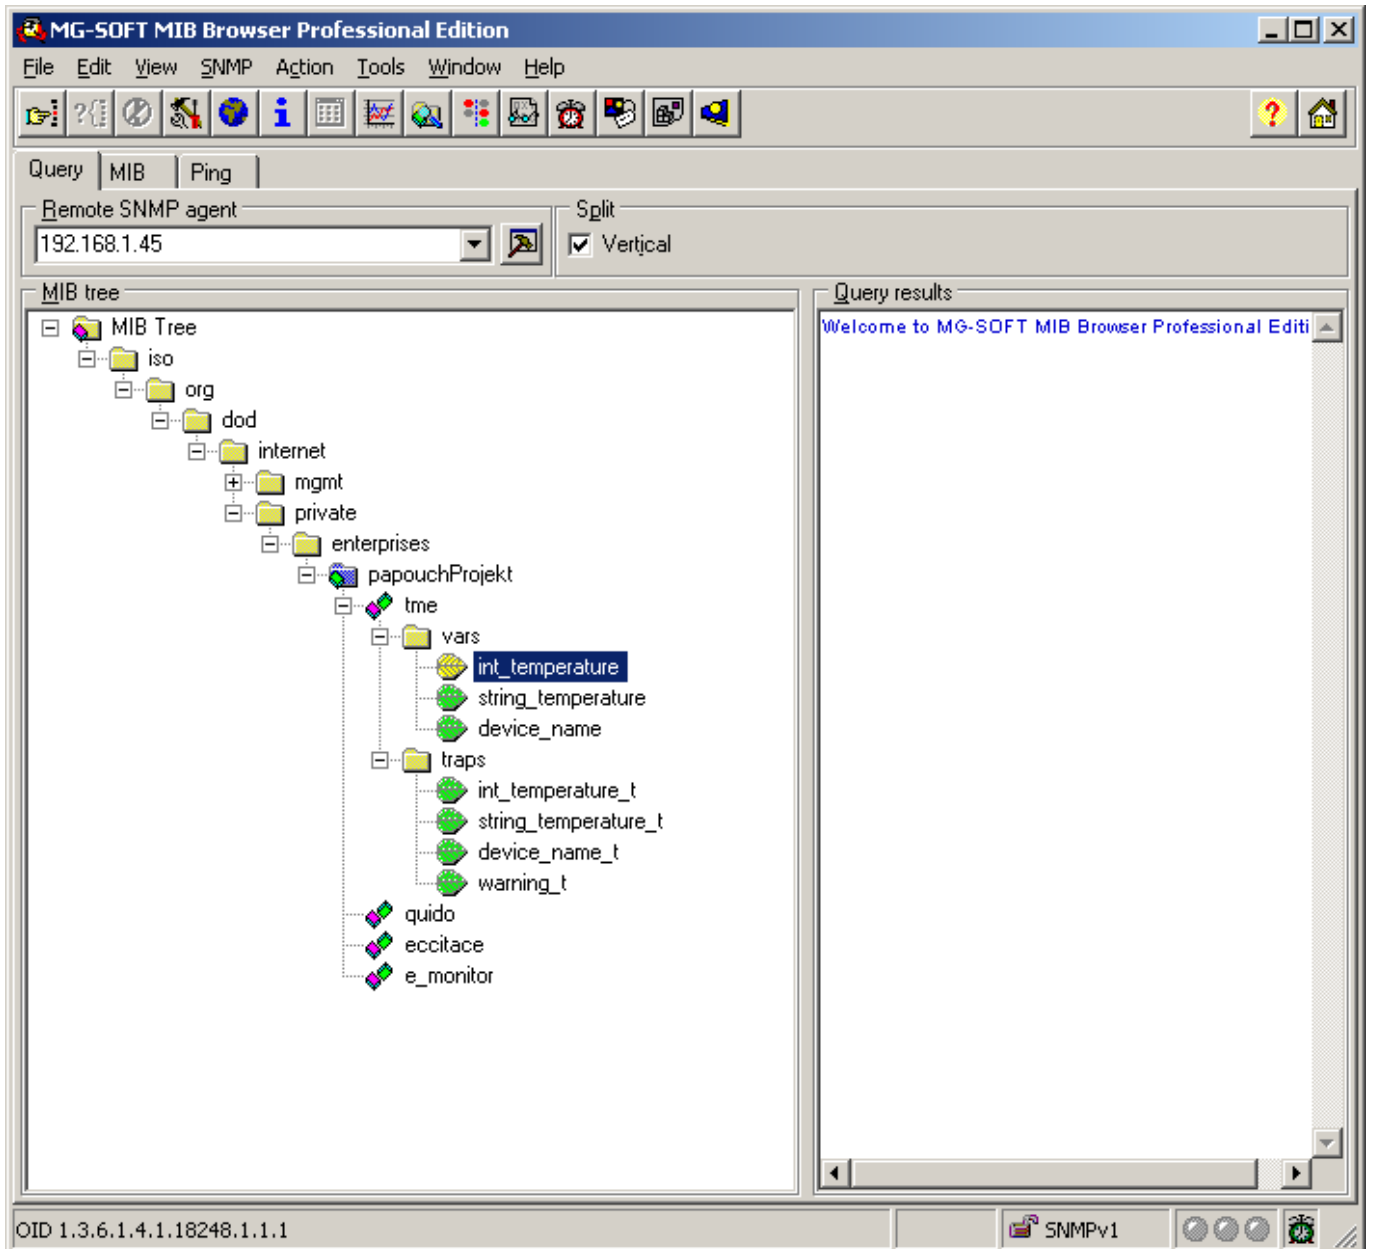 MG-SOFT MIB Browser Professional Edition
File Edit View SNMP Action Tools Window Help
Query MIB Ping
Remote SNMP agent
Split
192.168.1.45
Vertical
MIB tree
Query results
MIB Tree
Welcome to MG-SOFT MIB Browser Professional Editi
iso
org
dod
internet
mgmt
private
enterprises
papouchProjekt
tme
vars
int_temperature
string_temperature
device_name
traps
int_temperature_t
string_temperature_t
device_name_t
warning_t
quido
eccitace
e_monitor
OID 1.3.6.1.4.1.18248.1.1.1
SNMPv1